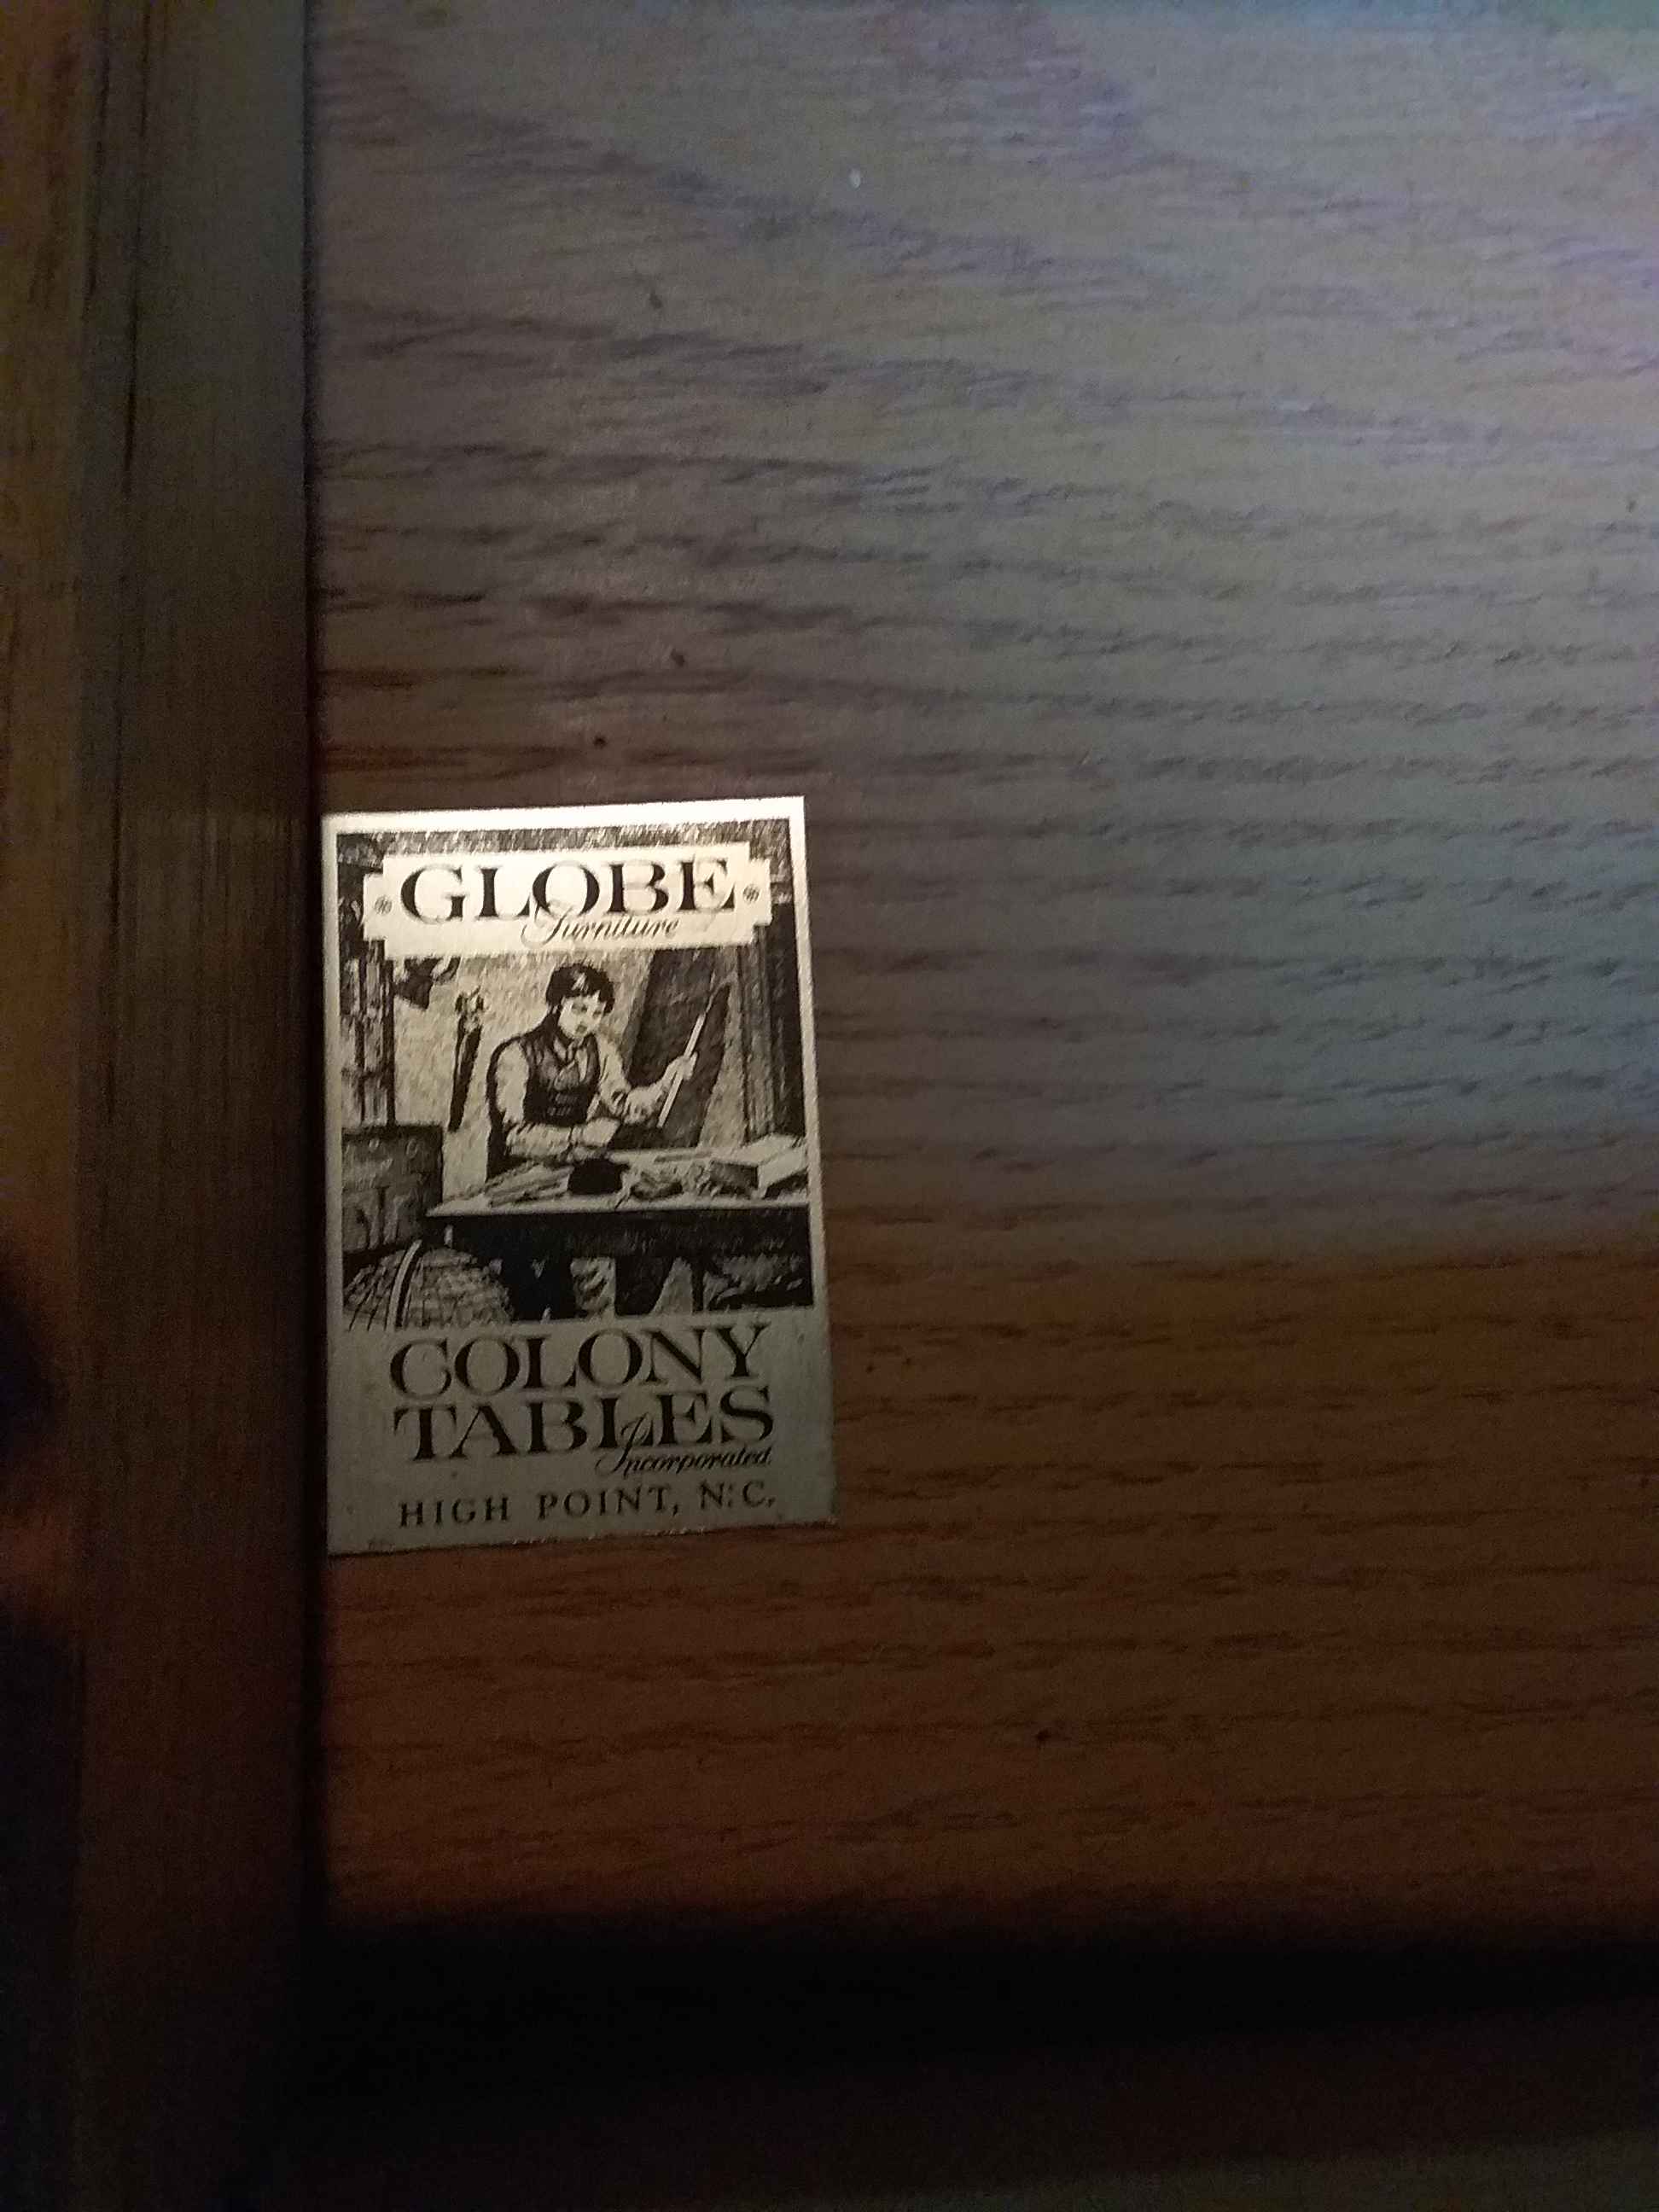 GLOBE
Furniture
COLONY
TABLES
Incorporated
HIGH POINT, N.C.